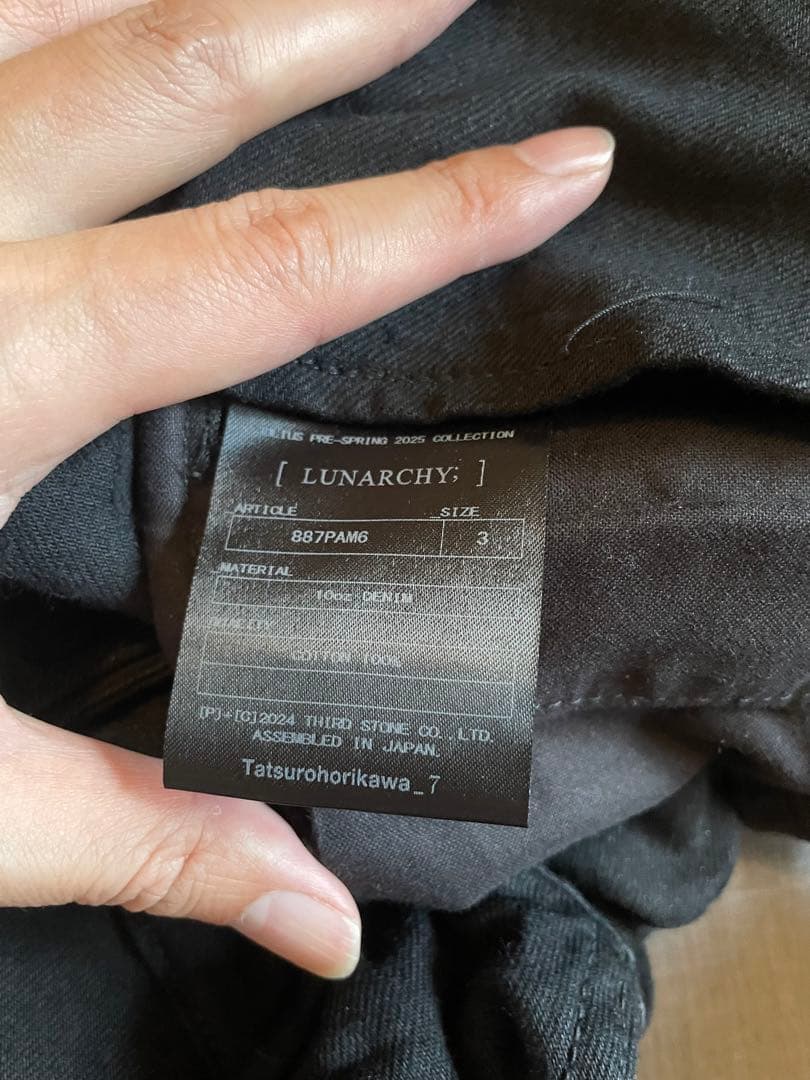 PRE-SPRING 2025 COLLECTION
[ LUNARCHY; ]
ARTICLE
SIZE
887PAM6
3
MATERIAL
10oz DENIM
COTTON 100%
[P]+[C]2024 THIRD STONE CO.,LTD.
ASSEMBLED IN JAPAN.
Tatsurohorikawa_7